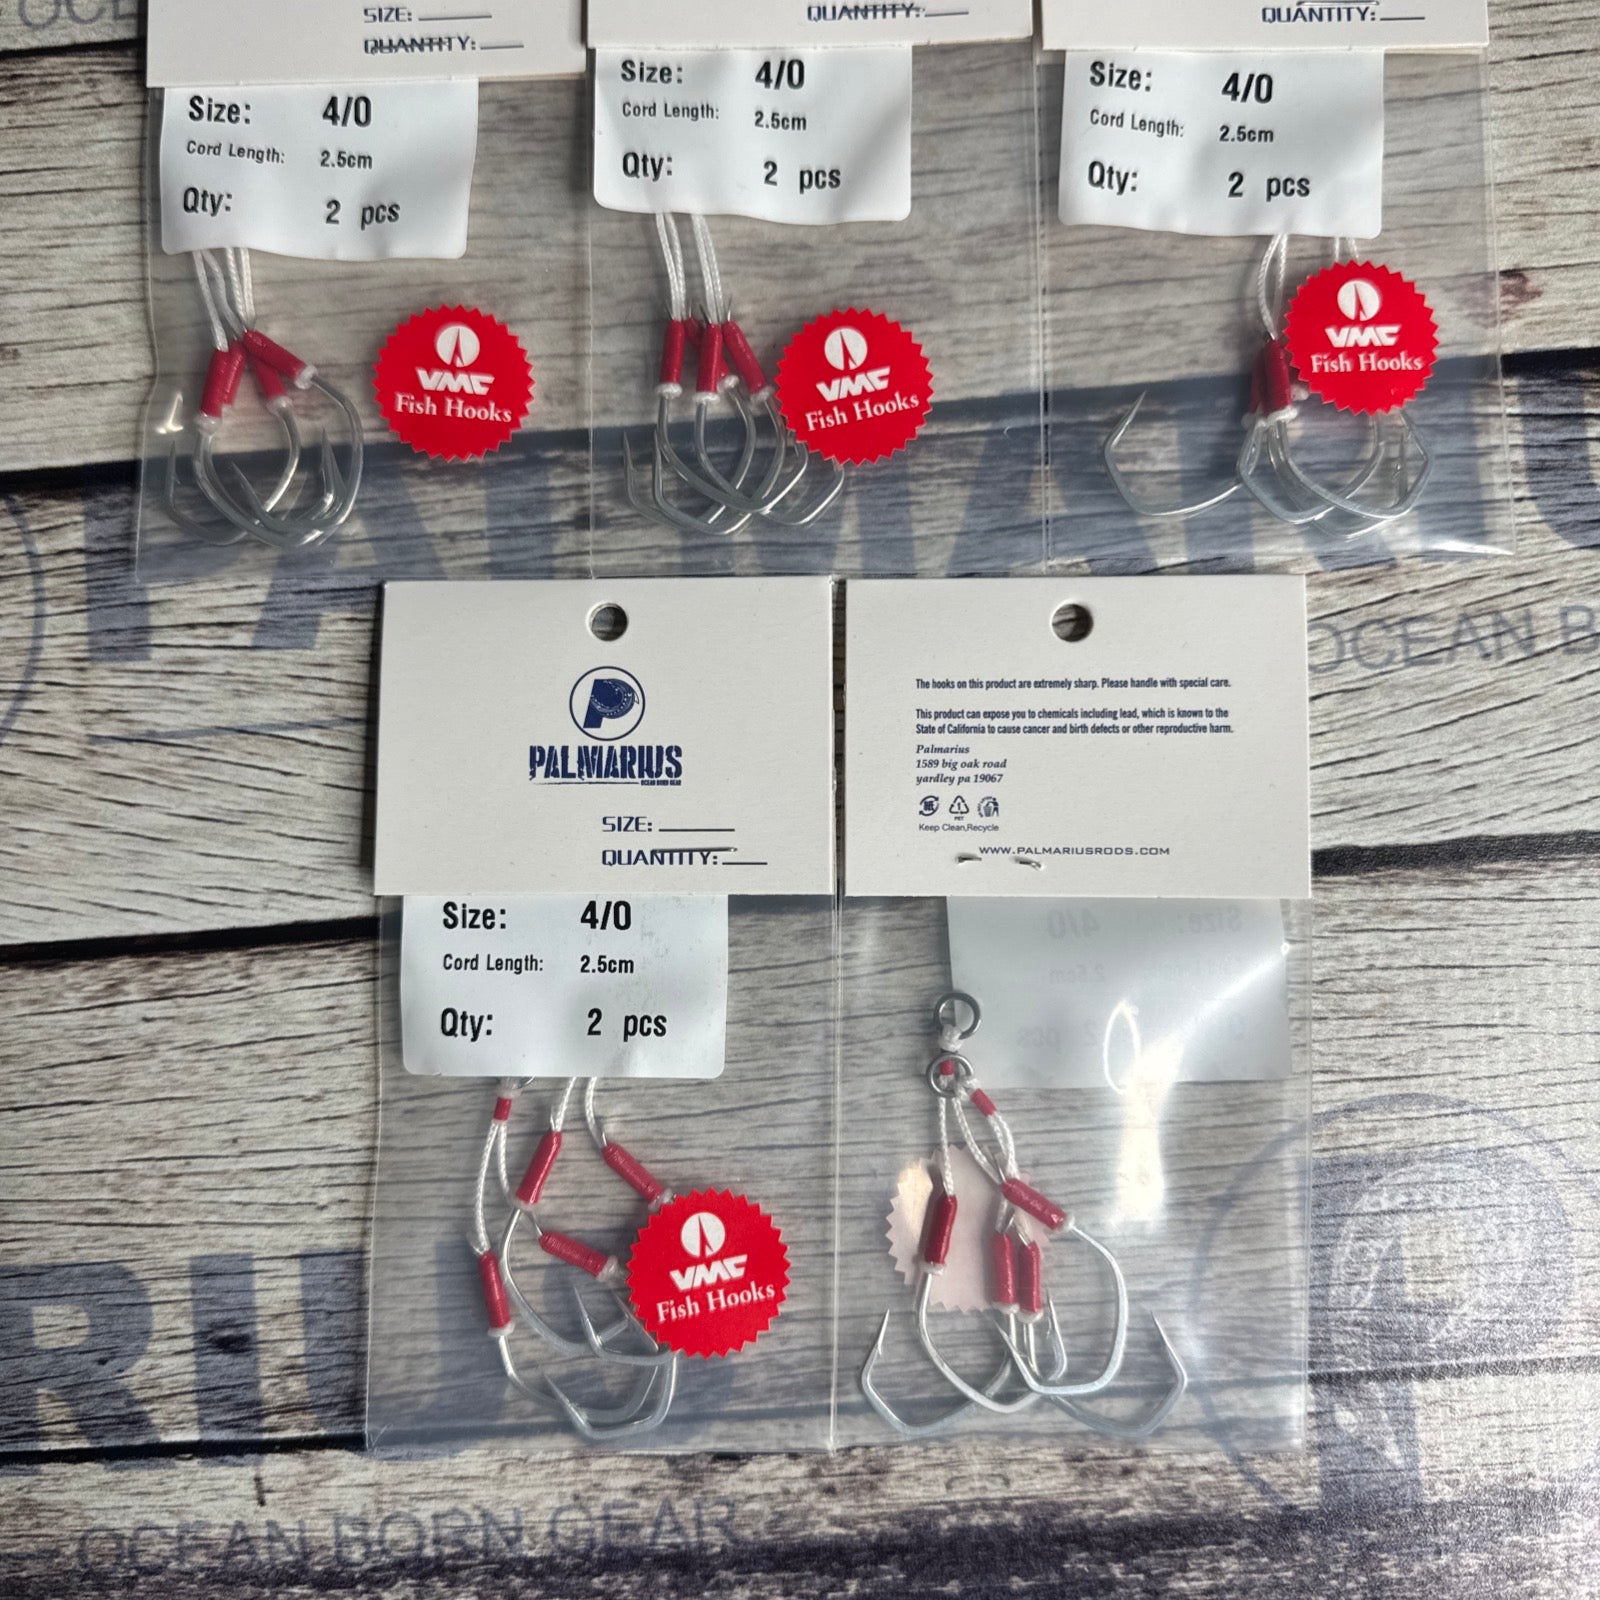 SIZE:
QUANTITY:
Size: 4/0
Cord Length: 2.5cm
Qty: 2 pcs
VMC
Fish Hooks
QUANTITY:
Size: 4/0
Cord Length: 2.5cm
Qty: 2 pcs
VMC
Fish Hooks
QUANTITY:
Size: 4/0
Cord Length: 2.5cm
Qty: 2 pcs
VMC
Fish Hooks
PALMARIUS
OCEAN BORN GEAR
SIZE:
QUANTITY:
Size: 4/0
Cord Length: 2.5cm
Qty: 2 pcs
VMC
Fish Hooks
The hooks on this product are extremely sharp. Please handle with special care.
This product can expose you to chemicals including lead, which is known to the
State of California to cause cancer and birth defects or other reproductive harm.
Palmarius
1589 big oak road
yardley pa 19067
PET
Keep Clean,Recycle
WWW.PALMARIUSRODS.COM
OCEAN B
RIUS
OCEAN BORN GEAR